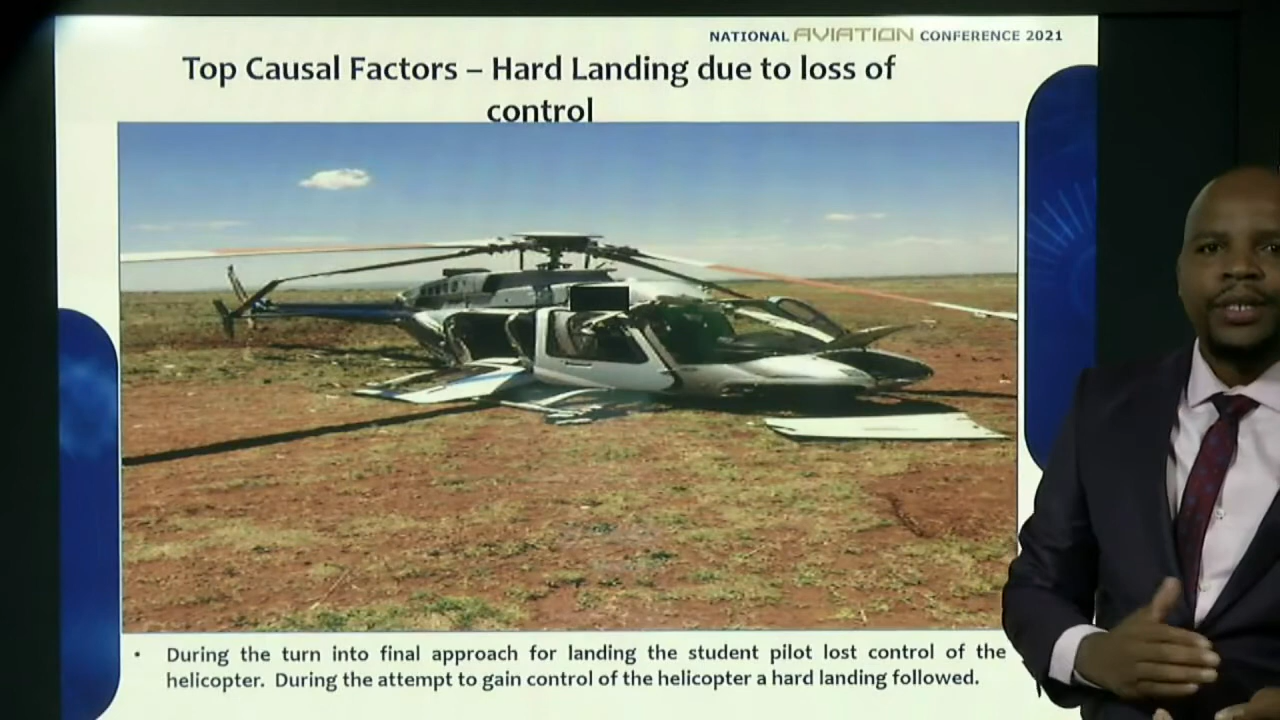 NATIONAL AVIATION CONFERENCE 2021
Top Causal Factors – Hard Landing due to loss of
control
• During the turn into final approach for landing the student pilot lost control of the
helicopter. During the attempt to gain control of the helicopter a hard landing followed.